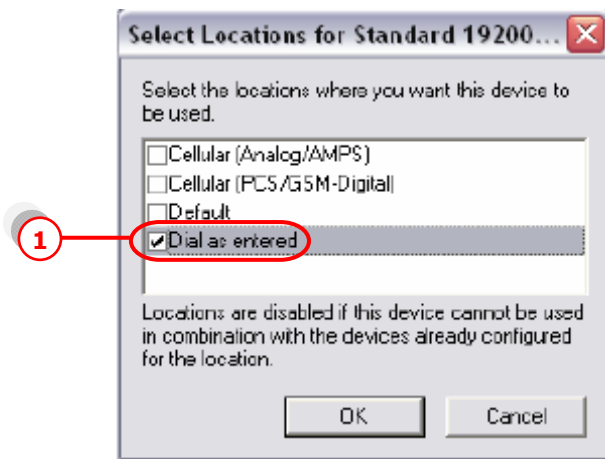 Select Locations for Standard 19200...
Select the locations where you want this device to
be used.
Cellular (Analog/AMPS)
Cellular (PCS/GSM-Digital)
Default
1
Dial as entered
Locations are disabled if this device cannot be used
in combination with the devices already configured
for the location.
OK Cancel